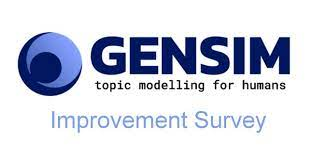 GENSIM
topic modelling for humans
Improvement Survey